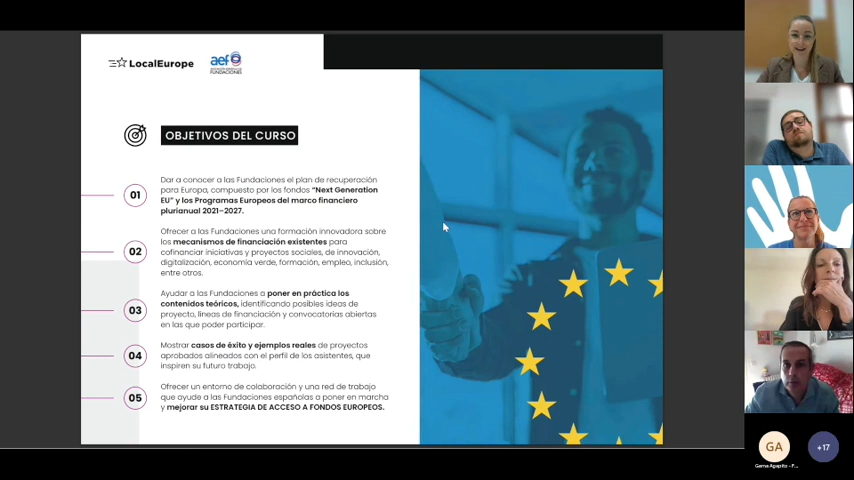 LocalEurope
aef
FUNDACIONES
OBJETIVOS DEL CURSO
01
Dar a conocer a las Fundaciones el plan de recuperación
para Europa, compuesto por los fondos “Next Generation
EU” y los Programas Europeos del marco financiero
plurianual 2021–2027.
02
Ofrecer a las Fundaciones una formación innovadora sobre
los mecanismos de financiación existentes para
cofinanciar iniciativas y proyectos sociales, de innovación,
digitalización, economía verde, formación, empleo, inclusión,
entre otros.
03
Ayudar a las Fundaciones a poner en práctica los
contenidos teóricos, identificando posibles ideas de
proyecto, líneas de financiación y convocatorias abiertas
en las que poder participar.
04
Mostrar casos de éxito y ejemplos reales de proyectos
aprobados alineados con el perfil de los asistentes, que
inspiren su futuro trabajo.
05
Ofrecer un entorno de colaboración y una red de trabajo
que ayude a las Fundaciones españolas a poner en marcha
y mejorar su ESTRATEGIA DE ACCESO A FONDOS EUROPEOS.
GA
+17
Gema Agapito - F...